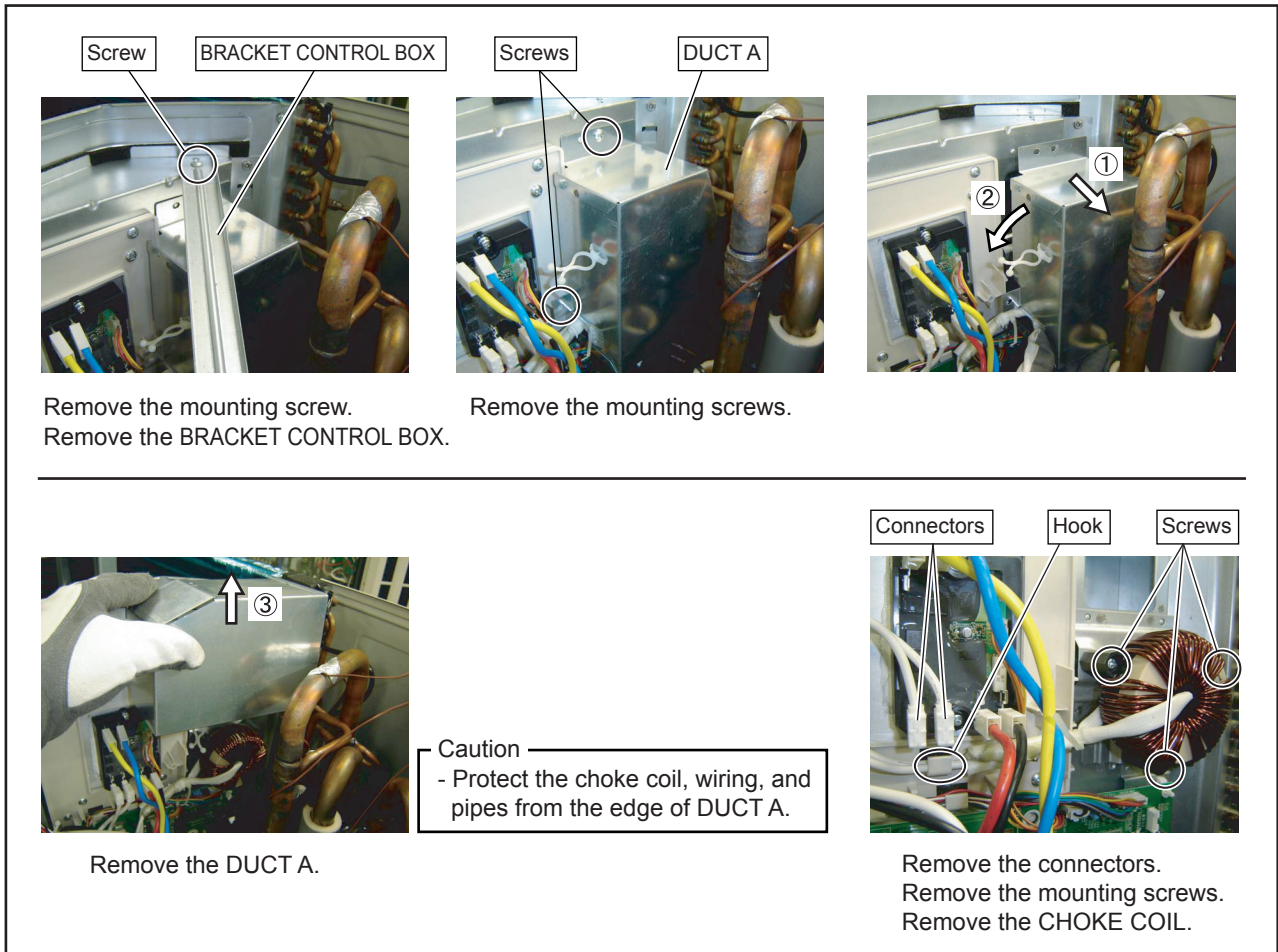 Screw
BRACKET CONTROL BOX
Screws
DUCT A
①
②
Remove the mounting screw.
Remove the BRACKET CONTROL BOX.
Remove the mounting screws.
③
Remove the DUCT A.
Caution
- Protect the choke coil, wiring, and
pipes from the edge of DUCT A.
Connectors
Hook
Screws
Remove the connectors.
Remove the mounting screws.
Remove the CHOKE COIL.